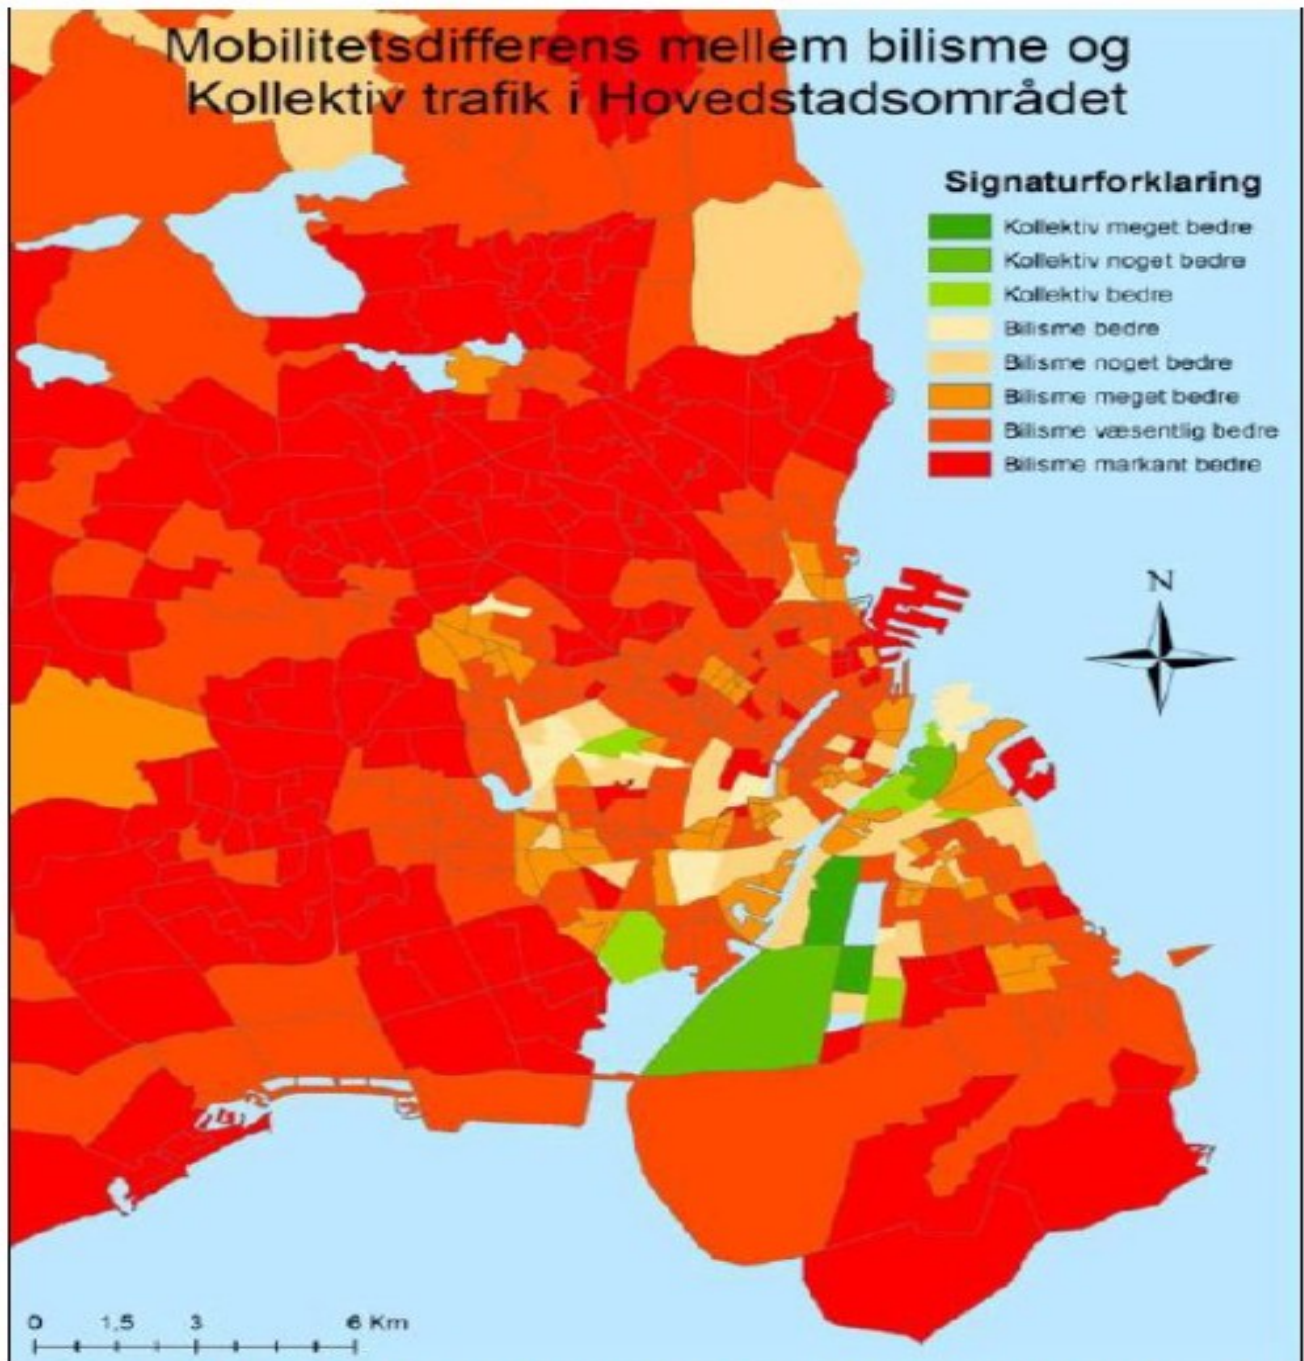 Mobilitetsdifferens mellem bilisme og
Kollektiv trafik i Hovedstadsområdet
Signaturforklaring
Kollektiv meget bedre
Kollektiv noget bedre
Kollektiv bedre
Bilisme bedre
Bilisme noget bedre
Bilisme meget bedre
Bilisme væsentlig bedre
Bilisme markant bedre
N
0 1,5 3 6 Km